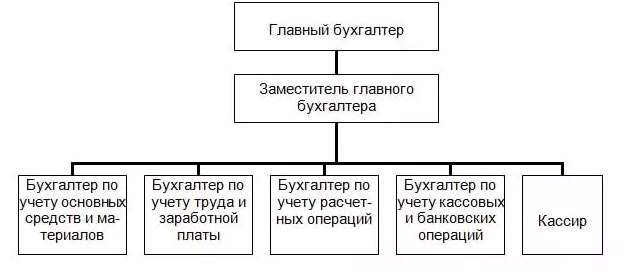 Главный бухгалтер
Заместитель главного
бухгалтера
Бухгалтер по
учету основных
средств и ма-
териалов
Бухгалтер по
учету труда и
заработной
платы
Бухгалтер по
учету расчет-
ных операций
Бухгалтер по
учету кассовых
и банковских
операций
Кассир